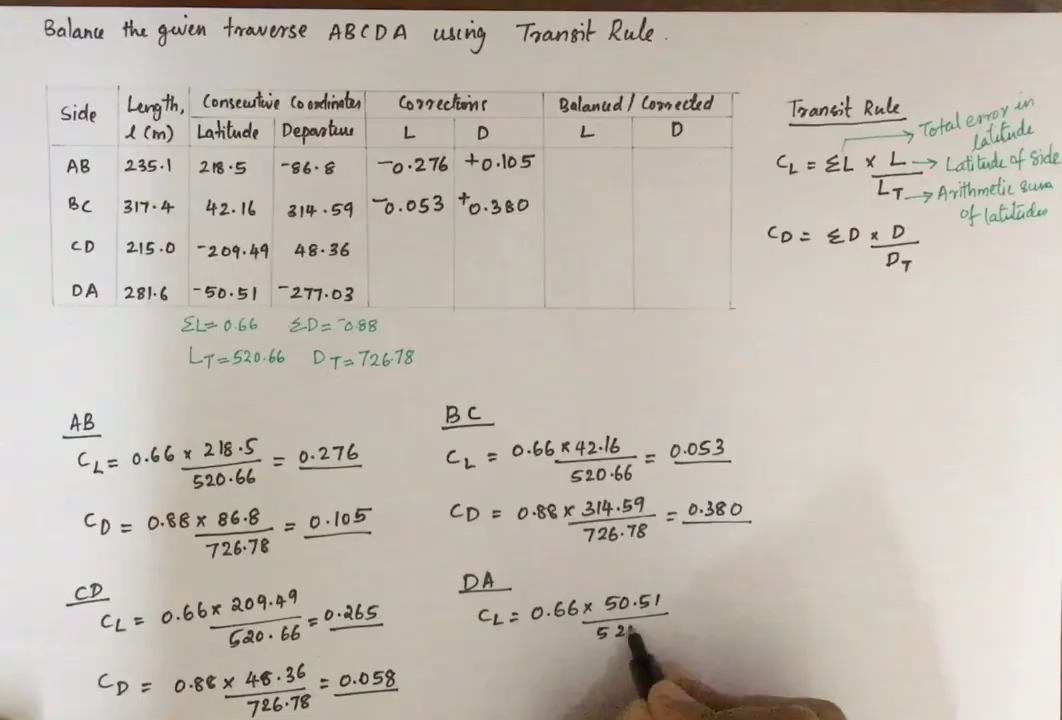 Balance the given traverse ABCDA using Transit Rule.
Side Length, l (m) Consecutive Coordinates Corrections Balanced / Corrected
Latitude Departure L D L D
AB 235.1 218.5 -86.8 -0.276 +0.105
BC 317.4 42.16 314.59 -0.053 +0.380
CD 215.0 -209.49 48.36
DA 281.6 -50.51 -277.03
ΣL= 0.66 ΣD= -0.88
LT=520.66 DT=726.78
Transit Rule
CL = ΣL × L / LT
Total error in latitude
Latitude of side
Arithmetic sum of latitudes
CD = ΣD × D / DT
AB
CL = 0.66 × 218.5 / 520.66 = 0.276
CD = 0.88 × 86.8 / 726.78 = 0.105
BC
CL = 0.66 × 42.16 / 520.66 = 0.053
CD = 0.88 × 314.59 / 726.78 = 0.380
CD
CL = 0.66 × 209.49 / 520.66 = 0.265
CD = 0.88 × 48.36 / 726.78 = 0.058
DA
CL = 0.66 × 50.51 / 52